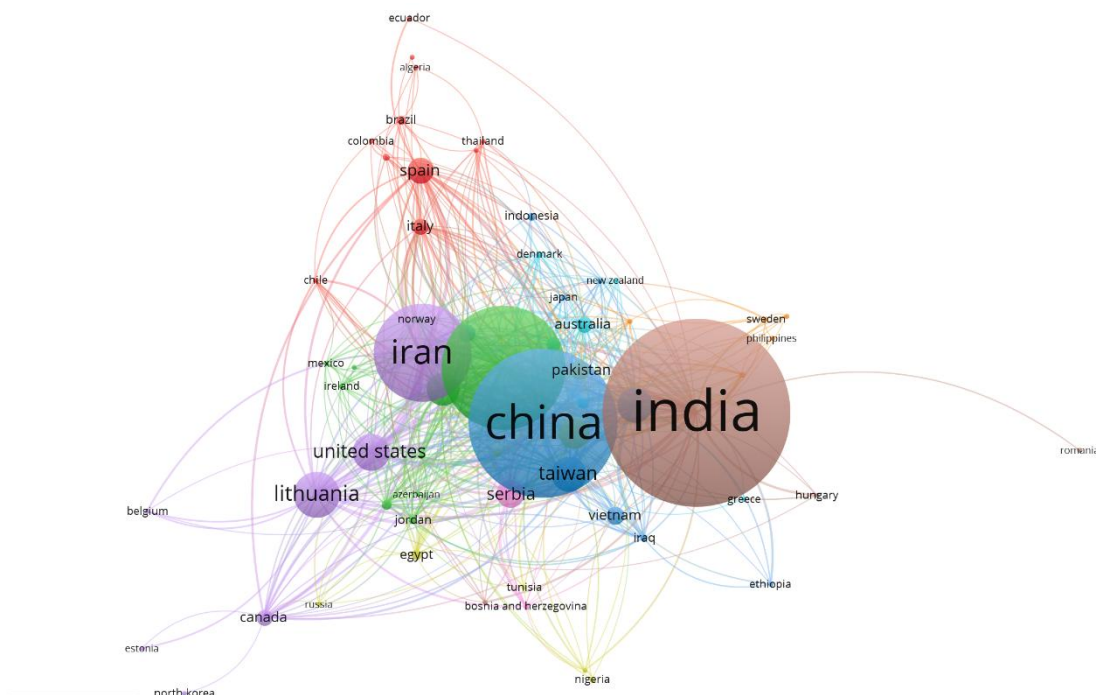 ecuador
algeria
brazil
colombia
thailand
spain
indonesia
italy
denmark
chile
new zealand
japan
norway
australia
sweden
philippines
iran
mexico
pakistan
ireland
india
china
united states
romania
taiwan
lithuania
azerbaijan
serbia
greece
hungary
belgium
jordan
vietnam
iraq
egypt
ethiopia
tunisia
russia
bosnia and herzegovina
canada
estonia
nigeria
north korea